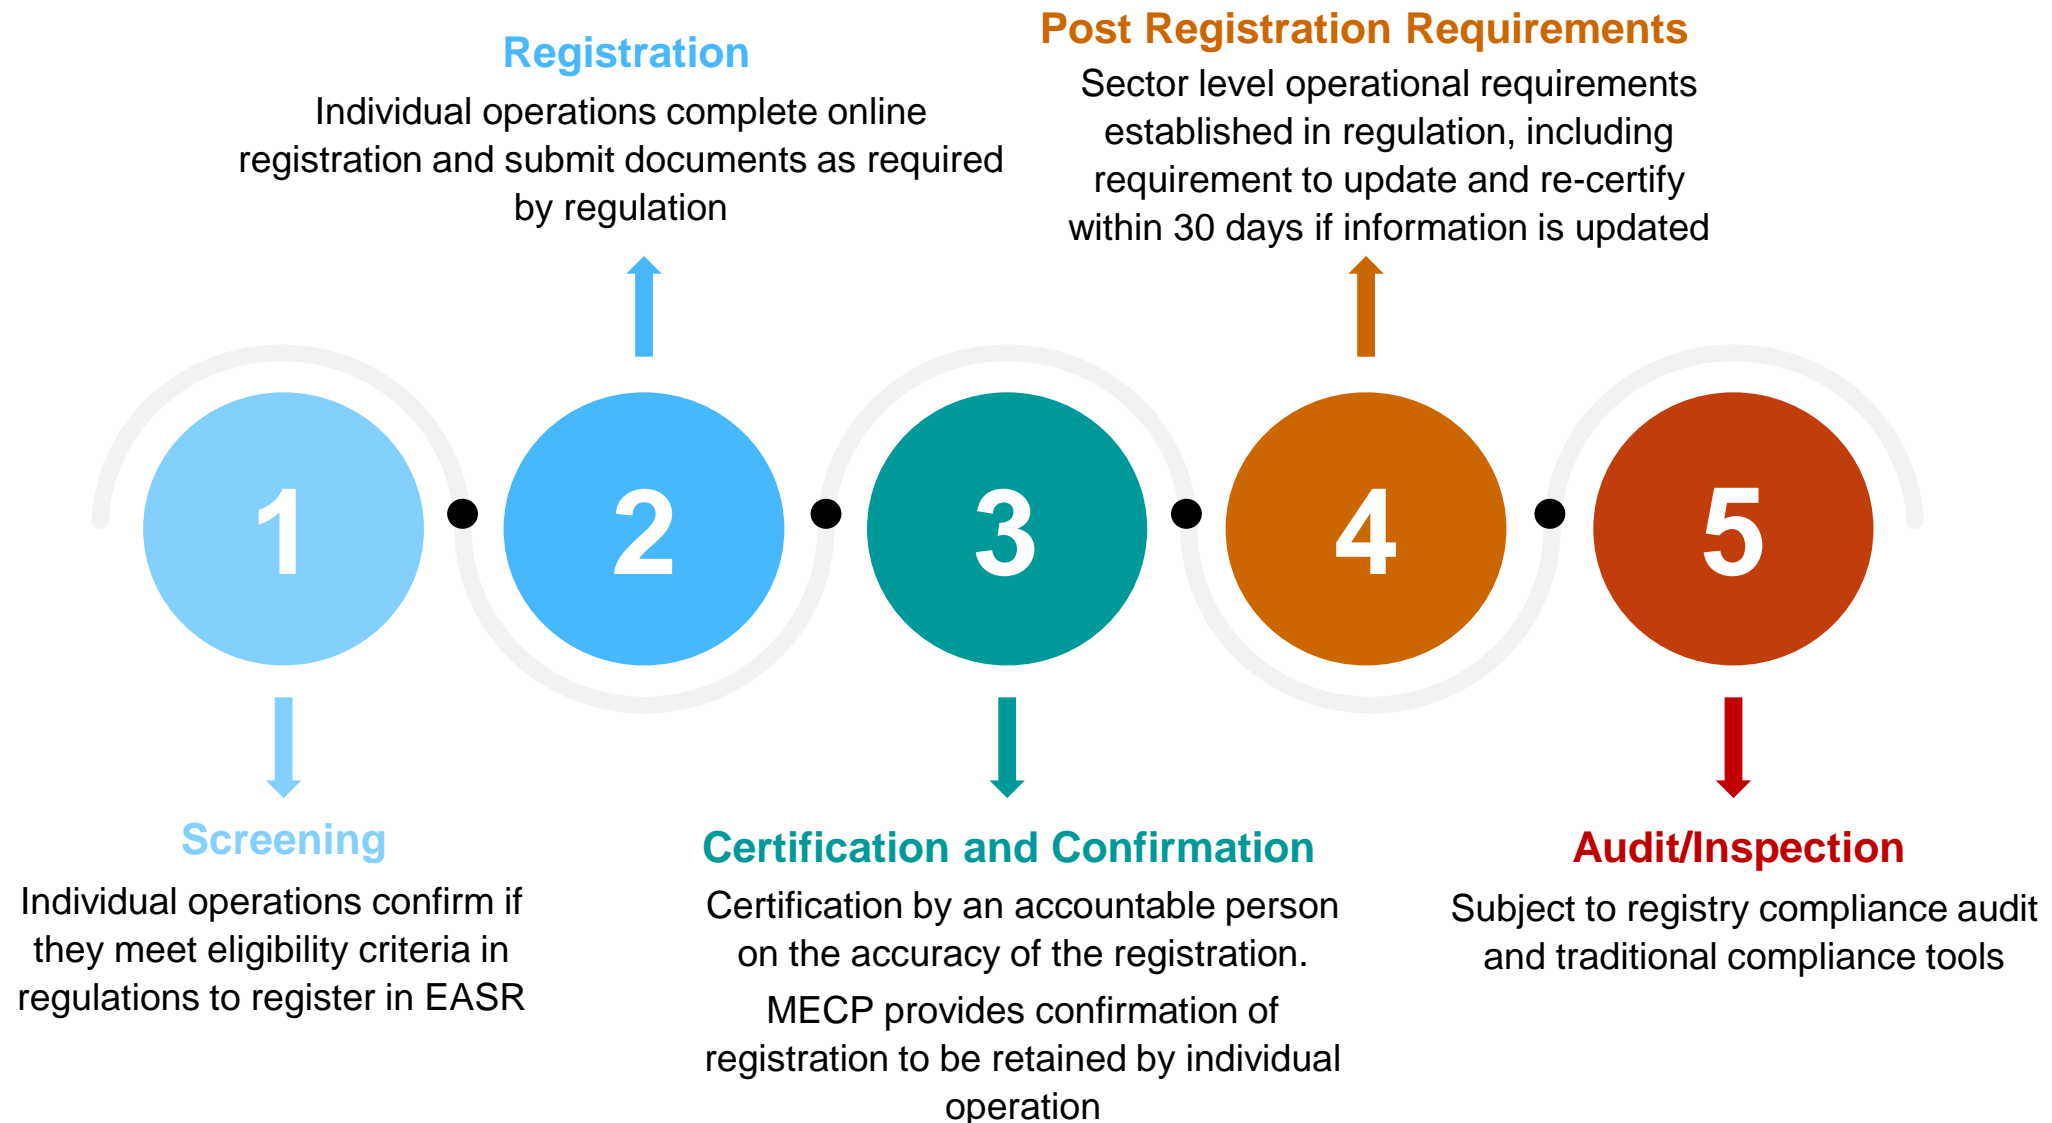 Registration
Individual operations complete online
registration and submit documents as required
by regulation
Post Registration Requirements
Sector level operational requirements
established in regulation, including
requirement to update and re-certify
within 30 days if information is updated
1
2
3
4
5
Screening
Individual operations confirm if
they meet eligibility criteria in
regulations to register in EASR
Certification and Confirmation
Certification by an accountable person
on the accuracy of the registration.
MECP provides confirmation of
registration to be retained by individual
operation
Audit/Inspection
Subject to registry compliance audit
and traditional compliance tools